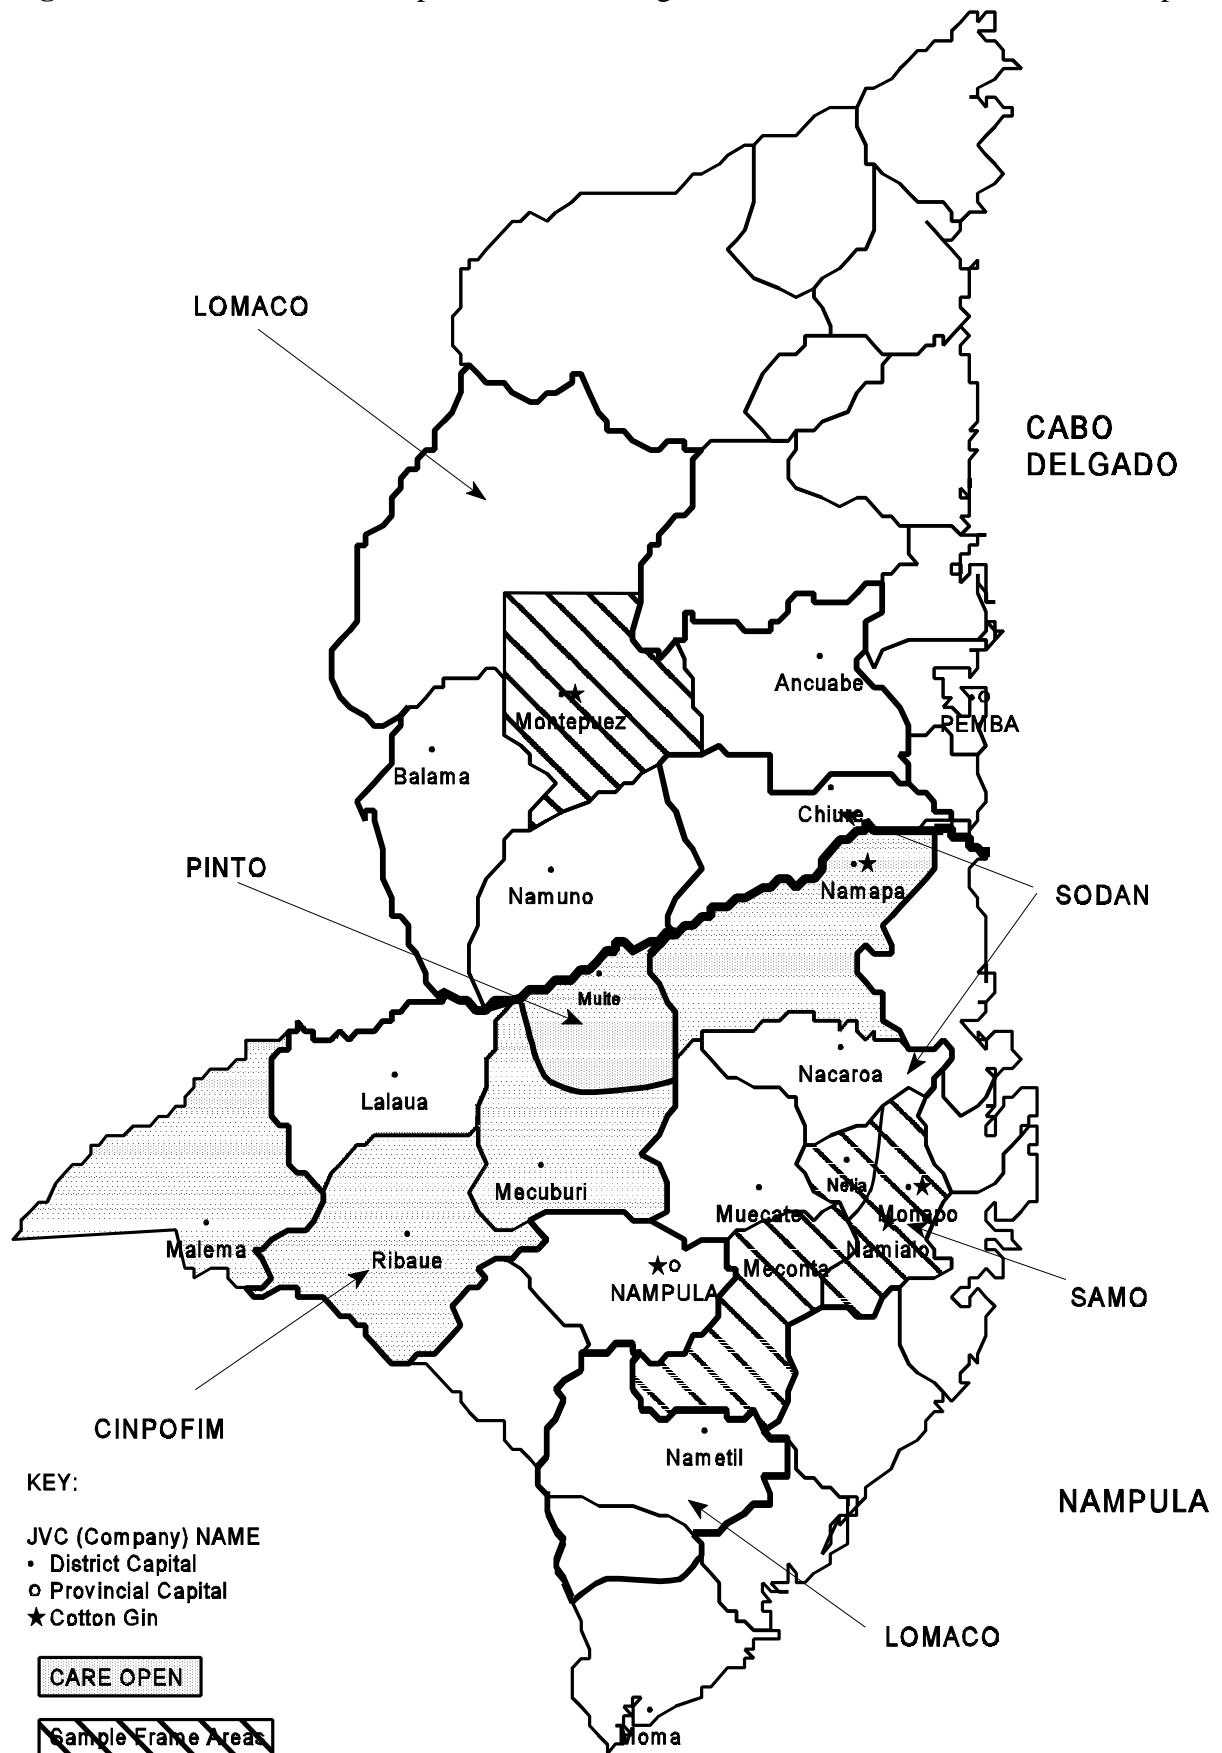 LOMACO
CABO
DELGADO
Ancuabe
PEMBA
Montepuez
Balama
Chiure
PINTO
Namuno
Namapa
SODAN
Muite
Nacaroa
Lalaua
Mecuburi
Muecate
Monapo
Malema
Ribaue
Namialo
Meconta
NAMPULA
SAMO
CINPOFIM
Nametil
KEY:
NAMPULA
JVC (Company) NAME
District Capital
Provincial Capital
Cotton Gin
LOMACO
CARE OPEN
Sample Frame Areas
Moma